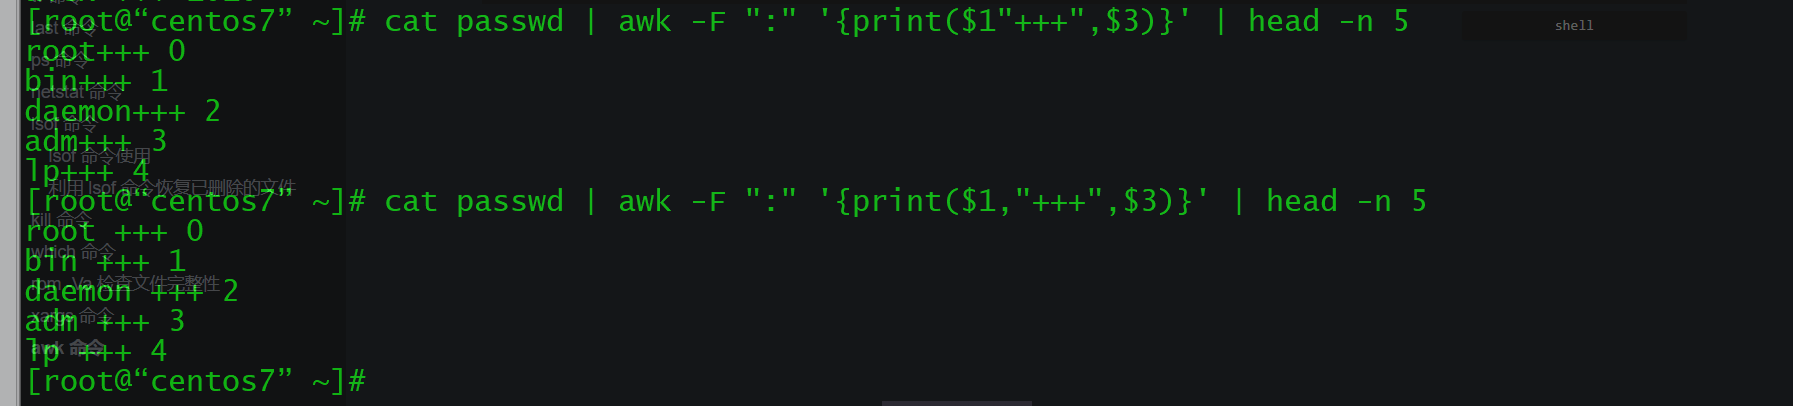 [root@“centos7” ~]# cat passwd | awk -F ":" '{print($1"+++",$3)}' | head -n 5
shell
last 命令
root+++ 0
ps 命令
bin+++ 1
netstat 命令
daemon+++ 2
lsof 命令
adm+++ 3
lsof 命令使用
lp+++ 4
利用 lsof 命令恢复已删除的文件
[root@“centos7” ~]# cat passwd | awk -F ":" '{print($1,"+++",$3)}' | head -n 5
kill 命令
root +++ 0
which 命令
bin +++ 1
rpm -Va 检查文件完整性
daemon +++ 2
xargs 命令
adm +++ 3
awk 命令
lp +++ 4
[root@“centos7” ~]#